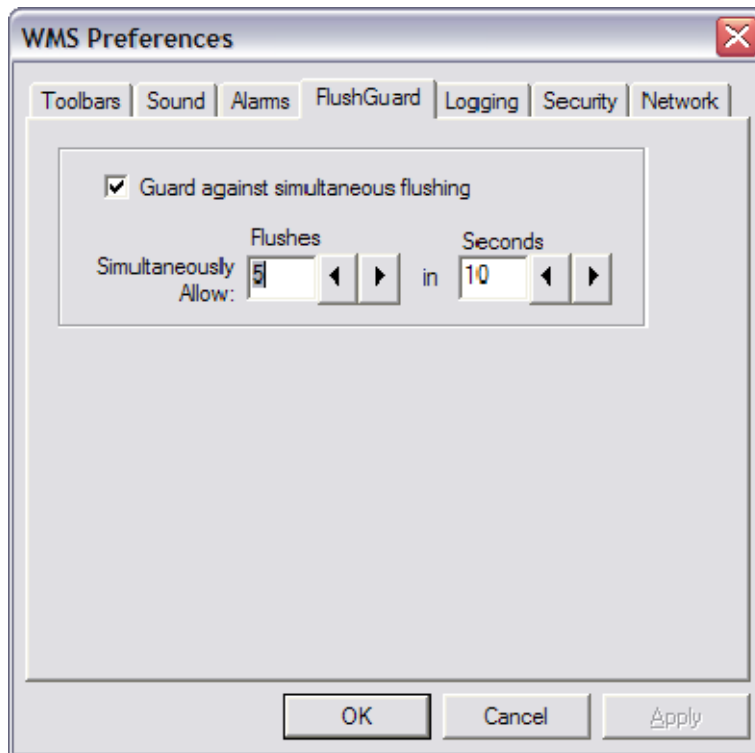 WMS Preferences
Toolbars Sound Alarms FlushGuard Logging Security Network
Guard against simultaneous flushing
Flushes Seconds
Simultaneously Allow: 5 in 10
OK Cancel Apply